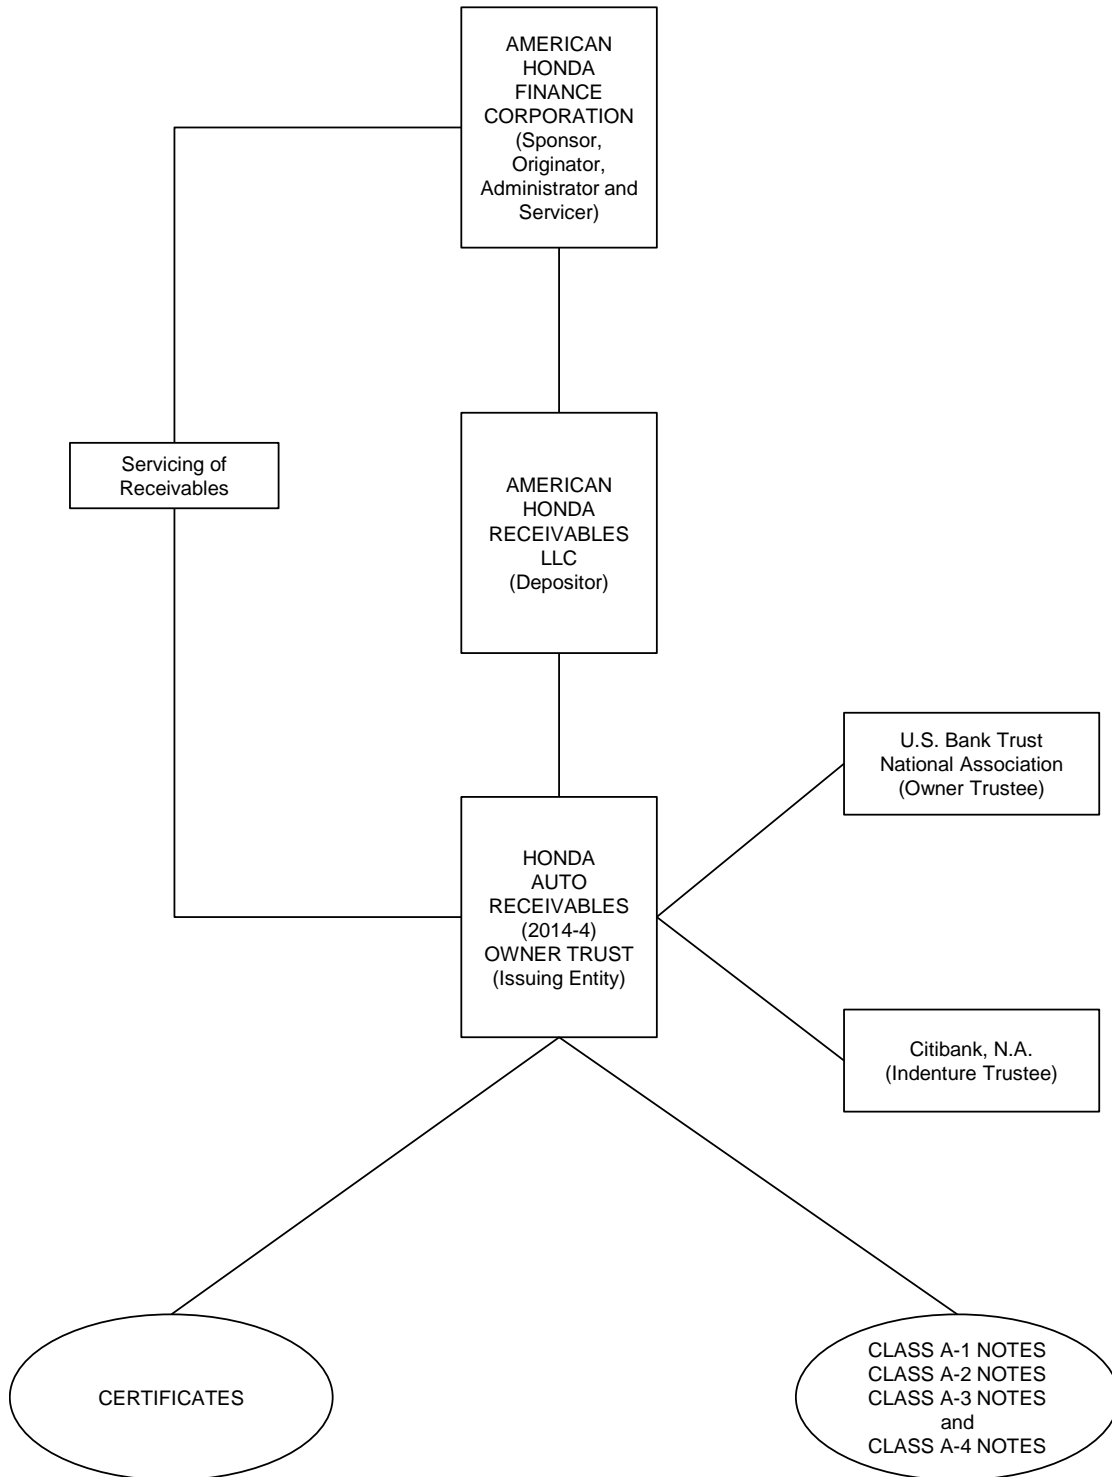 AMERICAN
HONDA
FINANCE
CORPORATION
(Sponsor,
Originator,
Administrator and
Servicer)
Servicing of
Receivables
AMERICAN
HONDA
RECEIVABLES
LLC
(Depositor)
U.S. Bank Trust
National Association
(Owner Trustee)
HONDA
AUTO
RECEIVABLES
(2014-4)
OWNER TRUST
(Issuing Entity)
Citibank, N.A.
(Indenture Trustee)
CERTIFICATES
CLASS A-1 NOTES
CLASS A-2 NOTES
CLASS A-3 NOTES
and
CLASS A-4 NOTES